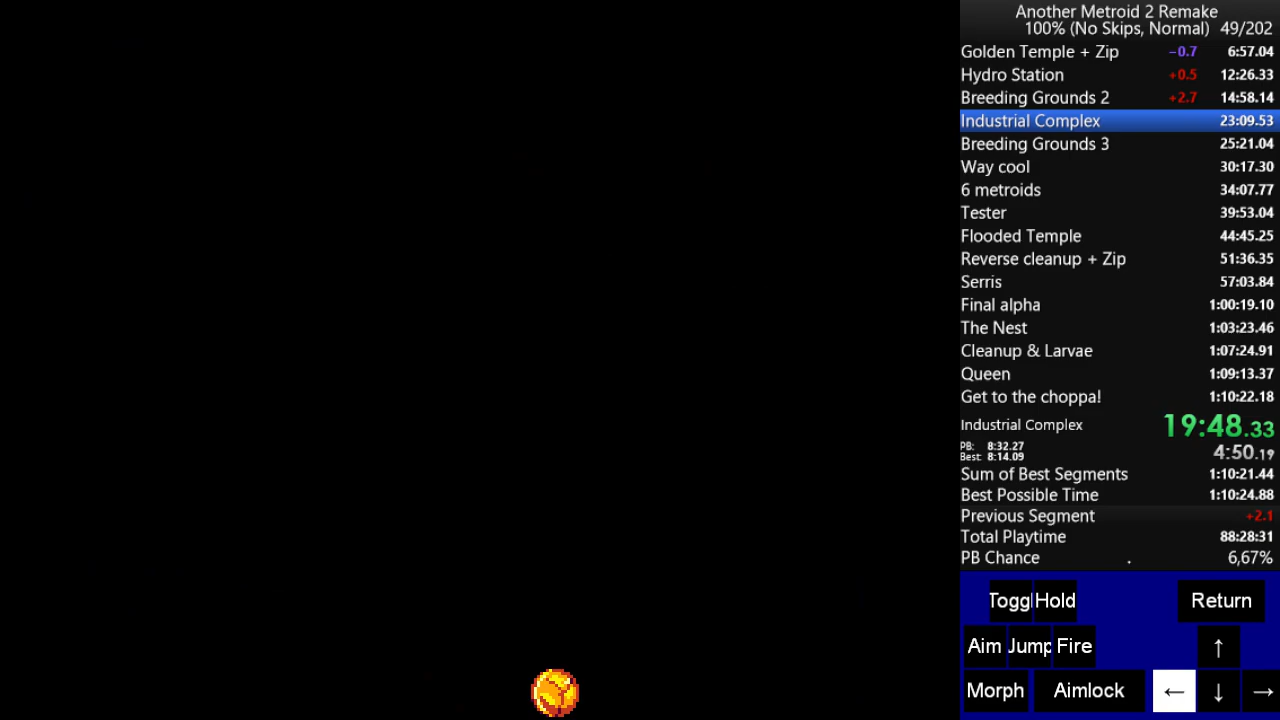 Another Metroid 2 Remake
100% (No Skips, Normal) 49/202
Golden Temple + Zip −0.7 6:57.04
Hydro Station +0.5 12:26.33
Breeding Grounds 2 +2.7 14:58.14
Industrial Complex 23:09.53
Breeding Grounds 3 25:21.04
Way cool 30:17.30
6 metroids 34:07.77
Tester 39:53.04
Flooded Temple 44:45.25
Reverse cleanup + Zip 51:36.35
Serris 57:03.84
Final alpha 1:00:19.10
The Nest 1:03:23.46
Cleanup & Larvae 1:07:24.91
Queen 1:09:13.37
Get to the choppa! 1:10:22.18
Industrial Complex 19:48.33
PB: 8:32.27
Best: 8:14.09 4:50.19
Sum of Best Segments 1:10:21.44
Best Possible Time 1:10:24.88
Previous Segment +2.1
Total Playtime 88:28:31
PB Chance 6,67%
Toggl Hold Return
Aim Jump Fire ↑
Morph Aimlock ← ↓ →